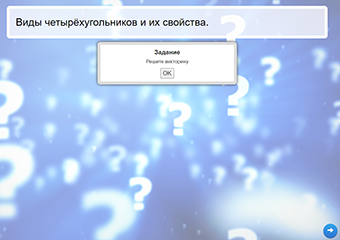 Виды четырёхугольников и их свойства.
Задание
Решите викторину
OK